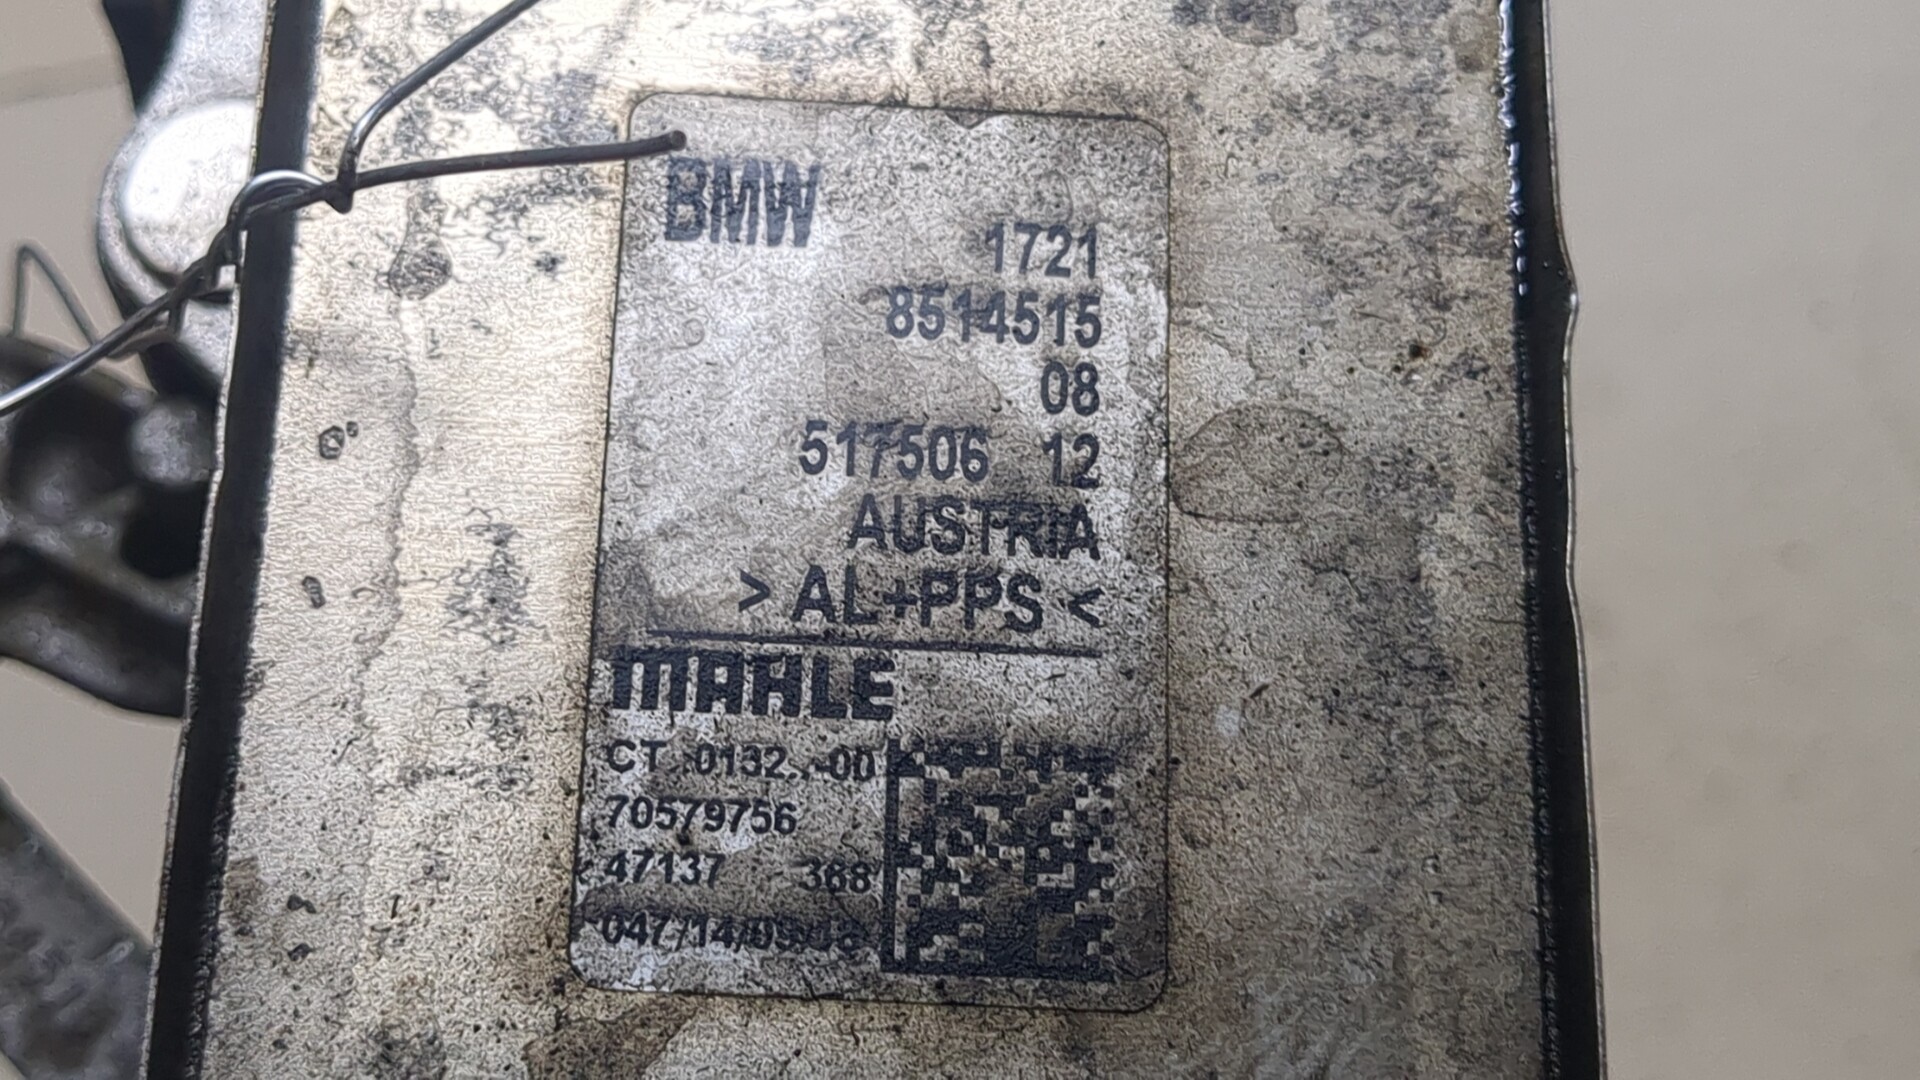 BMW
1721
8514515
08
517506 12
AUSTRIA
> AL+PPS <
MAHLE
CT 0132 00
70579756
47137 368